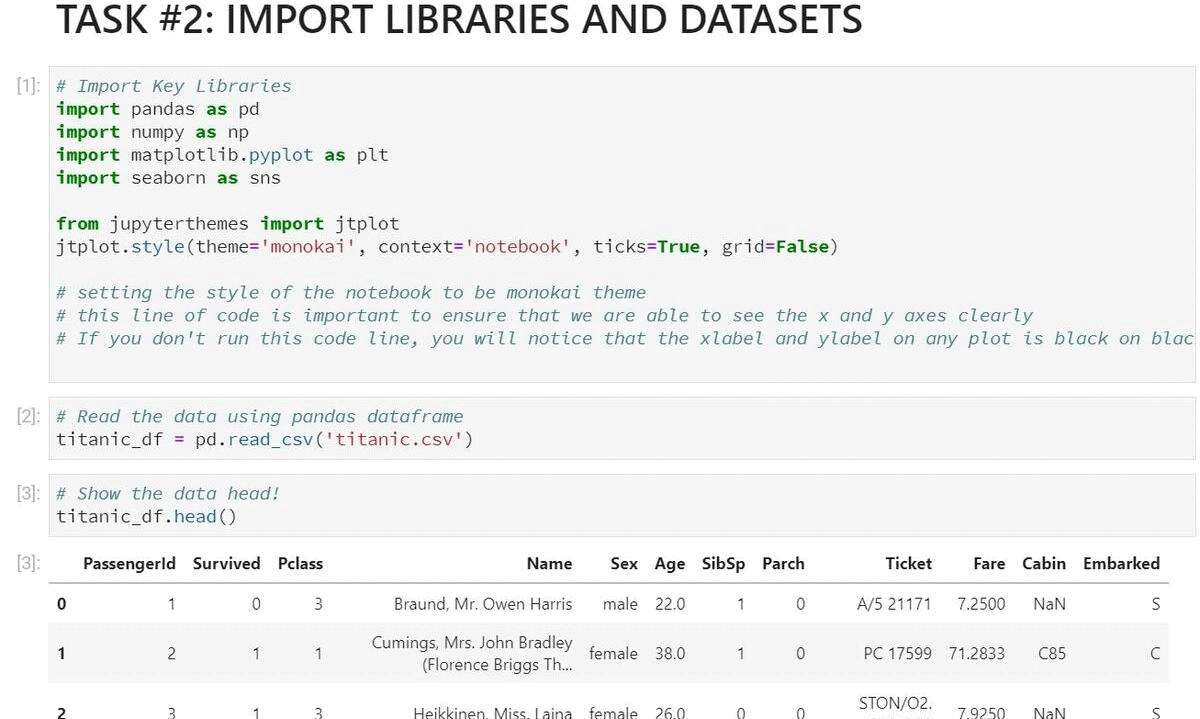 TASK #2: IMPORT LIBRARIES AND DATASETS
[1]: # Import Key Libraries
import pandas as pd
import numpy as np
import matplotlib.pyplot as plt
import seaborn as sns
from jupyterthemes import jtplot
jtplot.style(theme='monokai', context='notebook', ticks=True, grid=False)
# setting the style of the notebook to be monokai theme
# this line of code is important to ensure that we are able to see the x and y axes clearly
# If you don't run this code line, you will notice that the xlabel and ylabel on any plot is black on blac
[2]: # Read the data using pandas dataframe
titanic_df = pd.read_csv('titanic.csv')
[3]: # Show the data head!
titanic_df.head()
[3]: PassengerId Survived Pclass Name Sex Age SibSp Parch Ticket Fare Cabin Embarked
0 1 0 3 Braund, Mr. Owen Harris male 22.0 1 0 A/5 21171 7.2500 NaN S
1 2 1 1 Cumings, Mrs. John Bradley
(Florence Briggs Th... female 38.0 1 0 PC 17599 71.2833 C85 C
2 3 1 3 Heikkinen, Miss. Laina female 26.0 0 0 STON/O2. 7.9250 NaN S